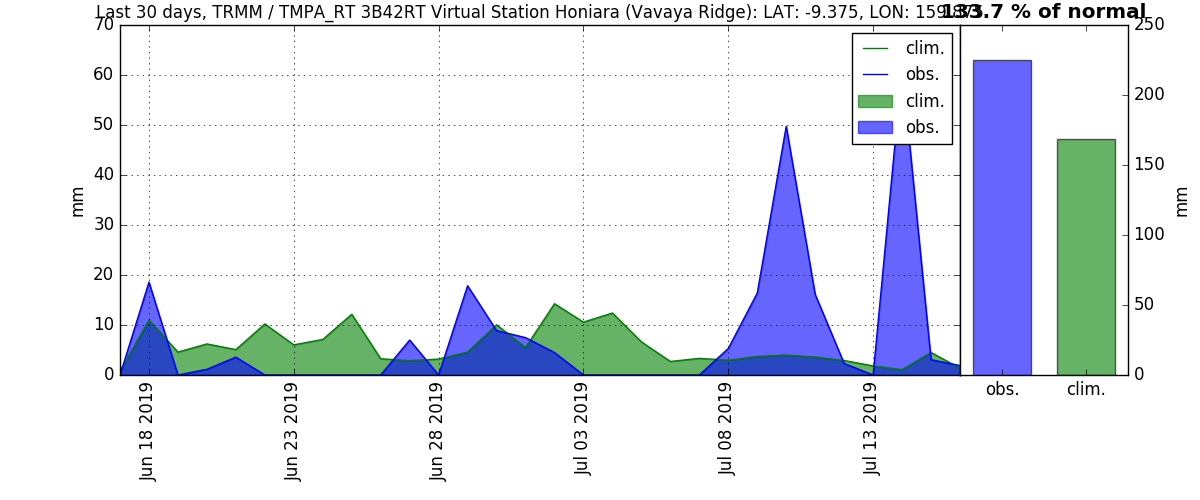 Last 30 days, TRMM / TMPA_RT 3B42RT Virtual Station Honiara (Vavaya Ridge): LAT: -9.375, LON:
133.7 % of normal
70
60
50
40
30
20
10
0
mm
clim.
obs.
clim.
obs.
250
200
150
100
50
0
mm
obs.
clim.
Jun 18 2019
Jun 23 2019
Jun 28 2019
Jul 03 2019
Jul 08 2019
Jul 13 2019